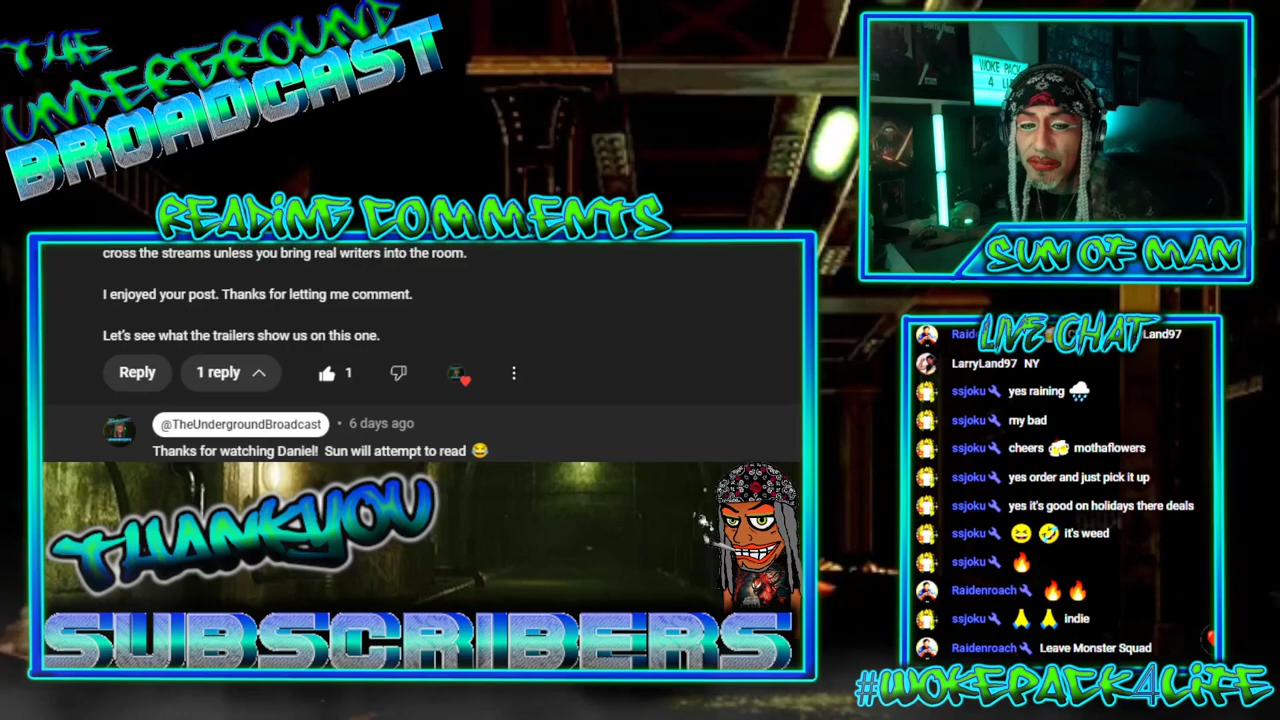 THE
UNDERGROUND
BROADCAST
READING COMMENTS
cross the streams unless you bring real writers into the room.
I enjoyed your post. Thanks for letting me comment.
Let's see what the trailers show us on this one.
Reply
1 reply
1
@TheUndergroundBroadcast • 6 days ago
Thanks for watching Daniel! Sun will attempt to read 😂
THANKYOU
SUBSCRIBERS
WOKE PACK
4
SUN OF MAN
LIVE CHAT
Land97
LarryLand97 NY
ssjoku yes raining 🌧️
ssjoku my bad
ssjoku cheers 🍻 mothaflowers
ssjoku yes order and just pick it up
ssjoku yes it's good on holidays there deals
ssjoku 😆 🤣 it's weed
ssjoku 🔥
Raidenroach 🔥 🔥
ssjoku 🙏 🙏 indie
Raidenroach Leave Monster Squad
#WOKEPACK4LIFE